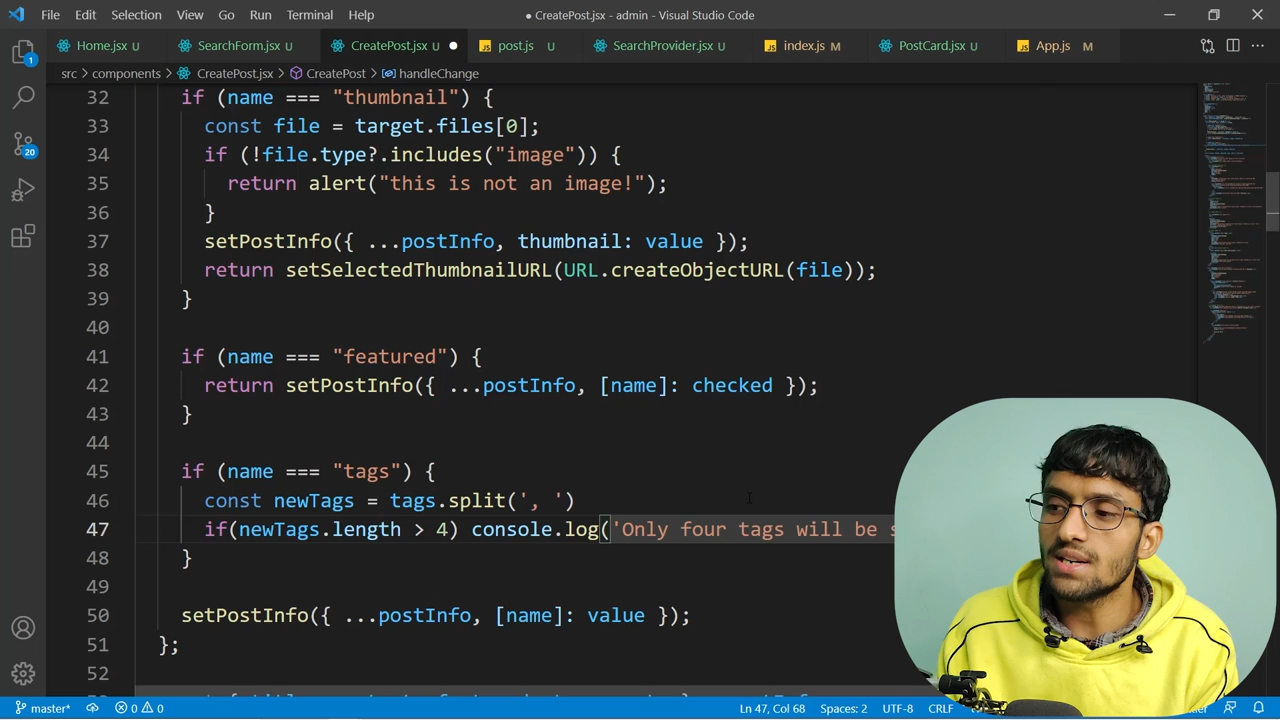 File Edit Selection View Go Run Terminal Help
● CreatePost.jsx - admin - Visual Studio Code
Home.jsx U SearchForm.jsx U CreatePost.jsx U ● JS post.js U SearchProvider.jsx U JS index.js M PostCard.jsx U JS App.js M
src > components > CreatePost.jsx > CreatePost > handleChange
1
20
32 if (name === "thumbnail") {
33 const file = target.files[0];
34 if (!file.type?.includes("image")) {
35 return alert("this is not an image!");
36 }
37 setPostInfo({ ...postInfo, thumbnail: value });
38 return setSelectedThumbnailURL(URL.createObjectURL(file));
39 }
40
41 if (name === "featured") {
42 return setPostInfo({ ...postInfo, [name]: checked });
43 }
44
45 if (name === "tags") {
46 const newTags = tags.split(', ')
47 if(newTags.length > 4) console.log('Only four tags will be
48 }
49
50 setPostInfo({ ...postInfo, [name]: value });
51 };
52
master* 0 0 Ln 47, Col 68 Spaces: 2 UTF-8 CRLF